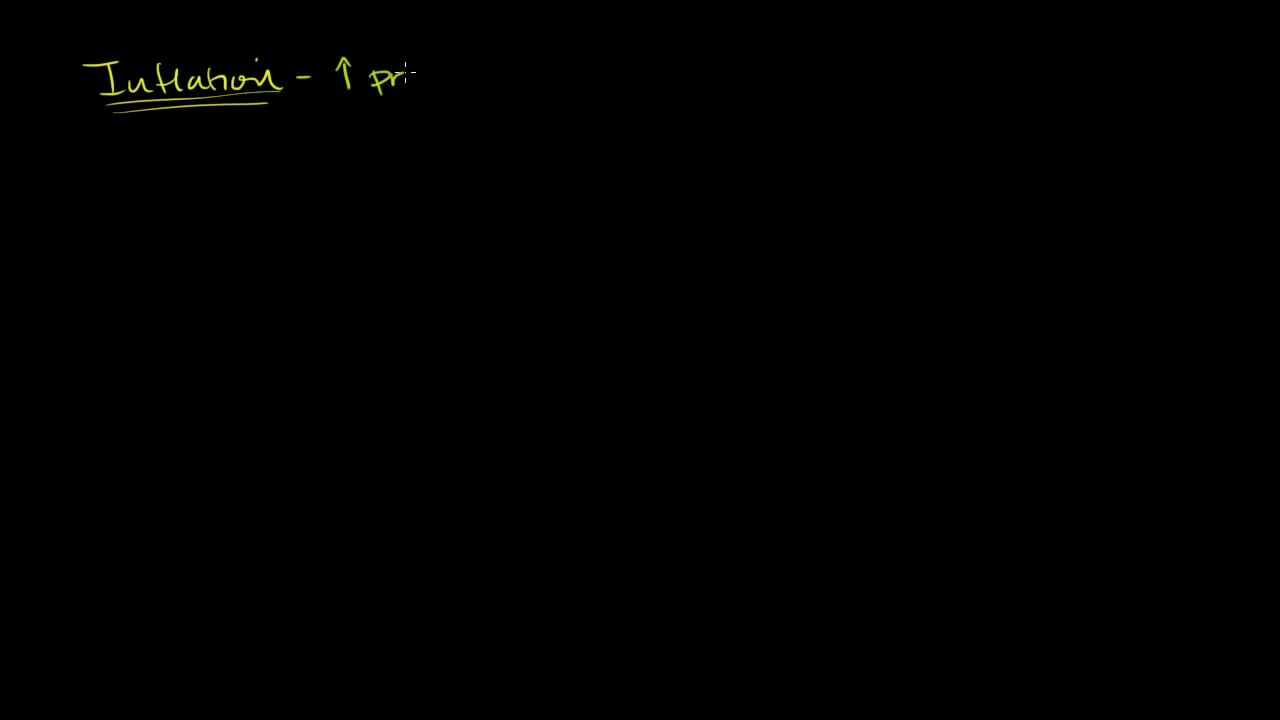 Inflation - ↑ pr